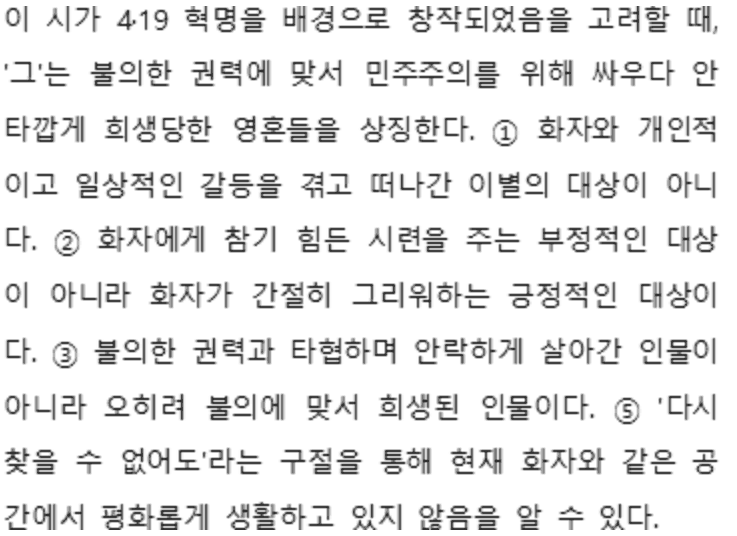 이 시가 4·19 혁명을 배경으로 창작되었음을 고려할 때,
'그'는 불의한 권력에 맞서 민주주의를 위해 싸우다 안
타깝게 희생당한 영혼들을 상징한다. ① 화자와 개인적
이고 일상적인 갈등을 겪고 떠나간 이별의 대상이 아니
다. ② 화자에게 참기 힘든 시련을 주는 부정적인 대상
이 아니라 화자가 간절히 그리워하는 긍정적인 대상이
다. ③ 불의한 권력과 타협하며 안락하게 살아간 인물이
아니라 오히려 불의에 맞서 희생된 인물이다. ⑤ '다시
찾을 수 없어도'라는 구절을 통해 현재 화자와 같은 공
간에서 평화롭게 생활하고 있지 않음을 알 수 있다.